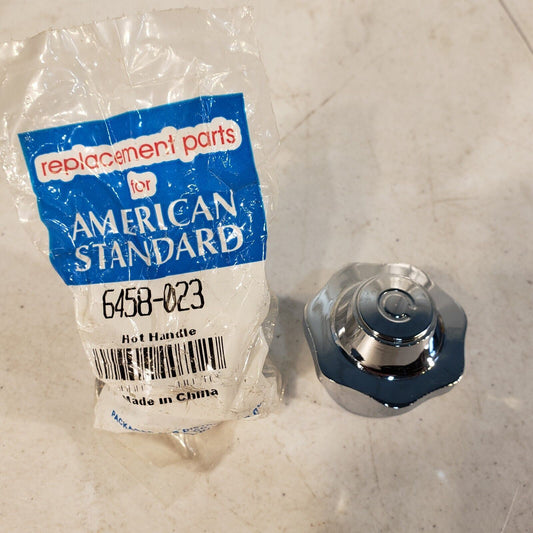 replacement parts
for
AMERICAN
STANDARD
6458-023
Hot Handle
Made in China
C